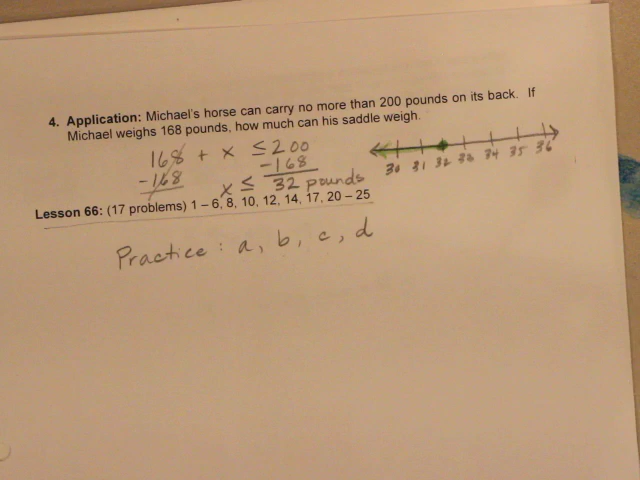 4. Application: Michael's horse can carry no more than 200 pounds on its back. If
Michael weighs 168 pounds, how much can his saddle weigh.
168 + x ≤ 200
-168 -168
x ≤ 32 pounds
30 31 32 33 34 35 36
Lesson 66: (17 problems) 1 – 6, 8, 10, 12, 14, 17, 20 – 25
Practice: a, b, c, d